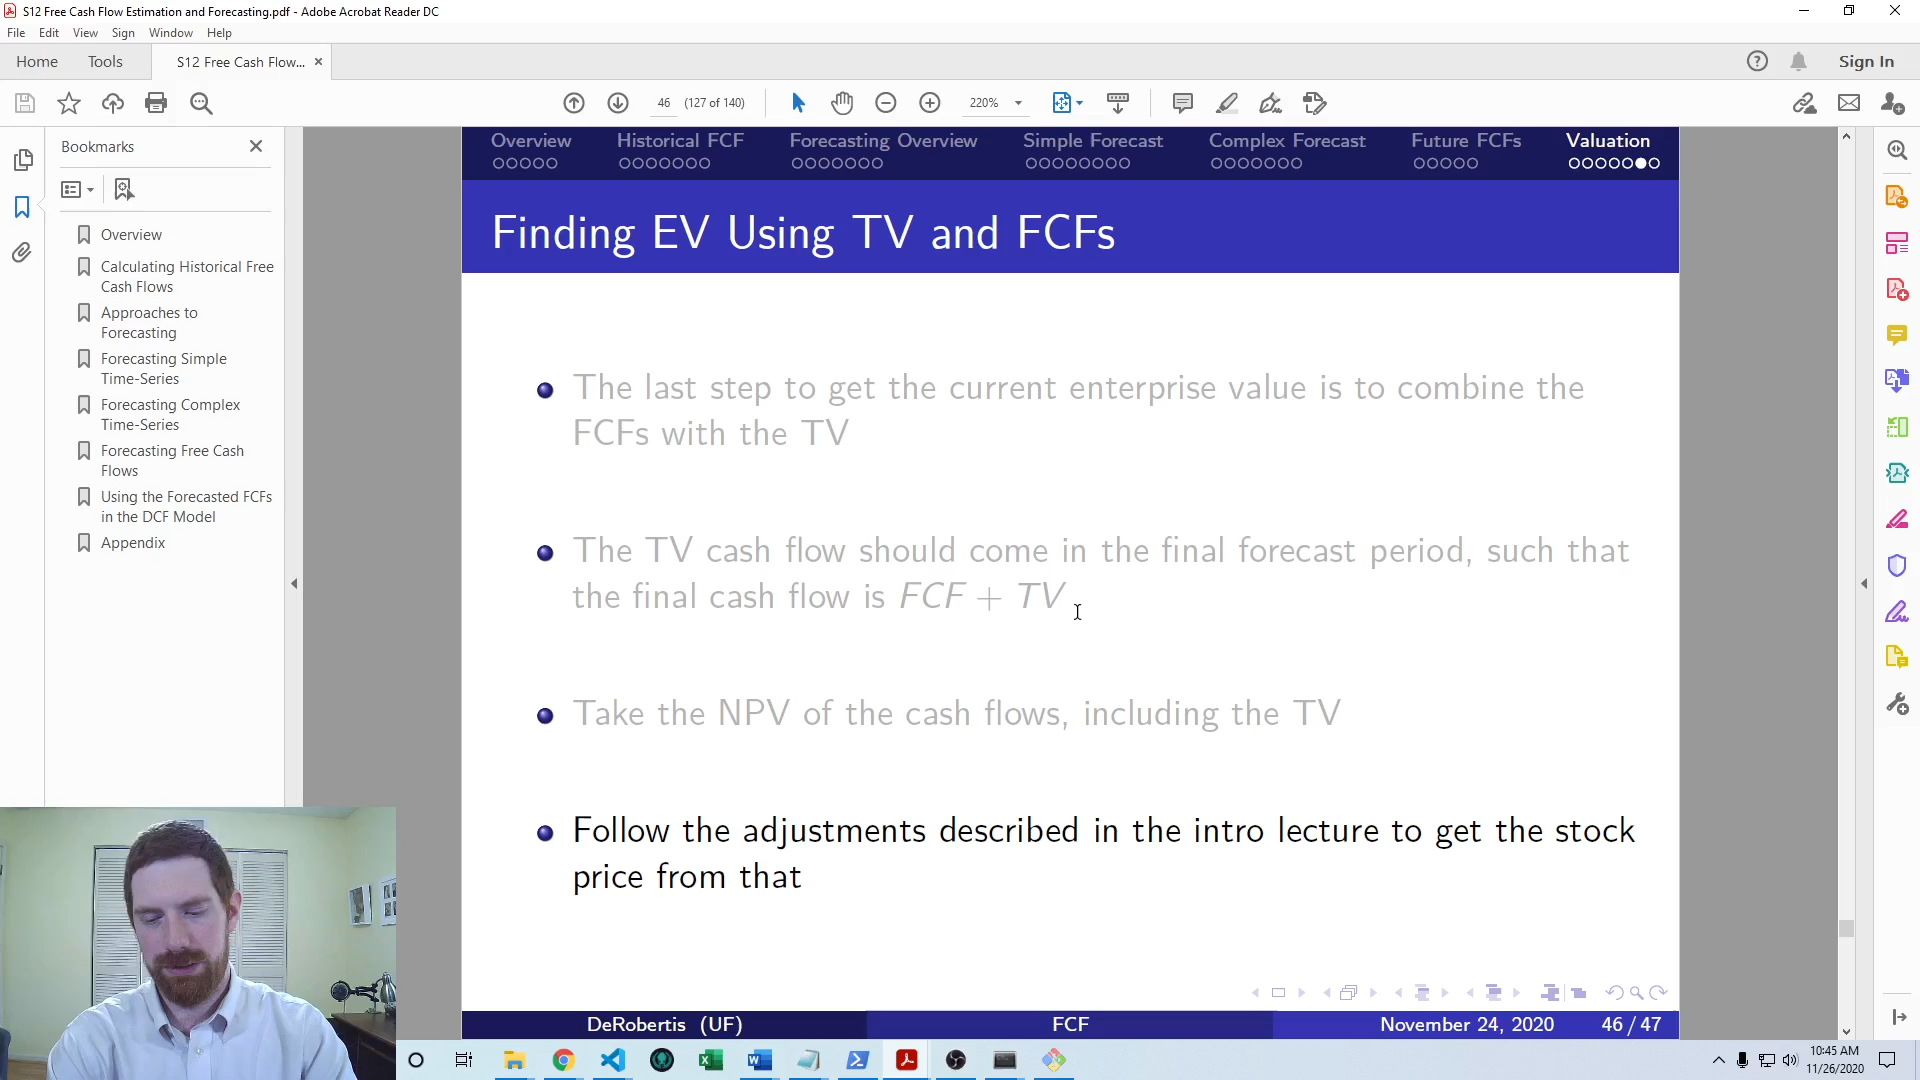 S12 Free Cash Flow Estimation and Forecasting.pdf - Adobe Acrobat Reader DC
File Edit View Sign Window Help
Home Tools S12 Free Cash Flow... × Sign In
46 (127 of 140) 220%
Bookmarks
Overview
Calculating Historical Free
Cash Flows
Approaches to
Forecasting
Forecasting Simple
Time-Series
Forecasting Complex
Time-Series
Forecasting Free Cash
Flows
Using the Forecasted FCFs
in the DCF Model
Appendix
Overview Historical FCF Forecasting Overview Simple Forecast Complex Forecast Future FCFs Valuation
Finding EV Using TV and FCFs
The last step to get the current enterprise value is to combine the
FCFs with the TV
The TV cash flow should come in the final forecast period, such that
the final cash flow is FCF + TV
Take the NPV of the cash flows, including the TV
Follow the adjustments described in the intro lecture to get the stock
price from that
DeRobertis (UF) FCF November 24, 2020 46 / 47
10:45 AM
11/26/2020